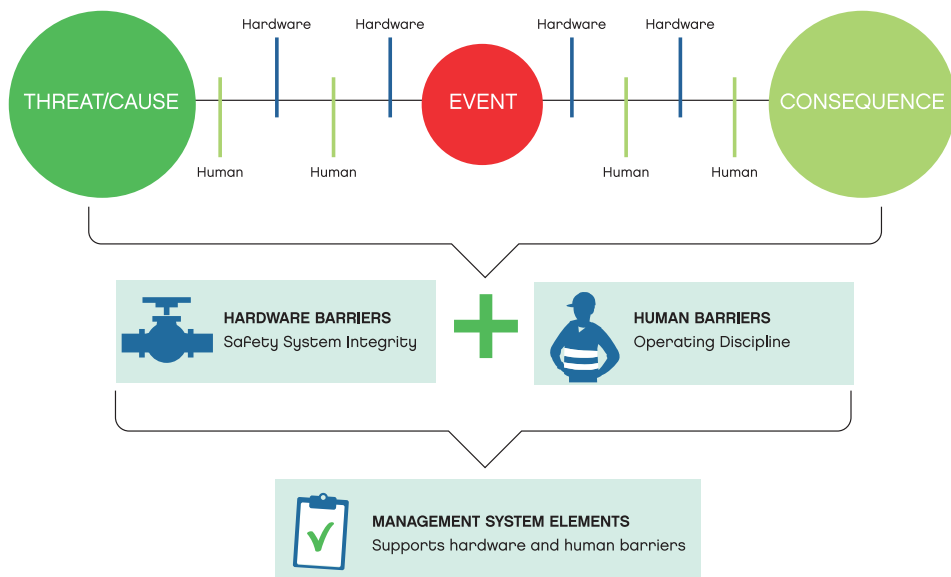 Hardware
Hardware
Hardware
Hardware
THREAT/CAUSE
EVENT
CONSEQUENCE
Human
Human
Human
Human
HARDWARE BARRIERS
Safety System Integrity
HUMAN BARRIERS
Operating Discipline
MANAGEMENT SYSTEM ELEMENTS
Supports hardware and human barriers